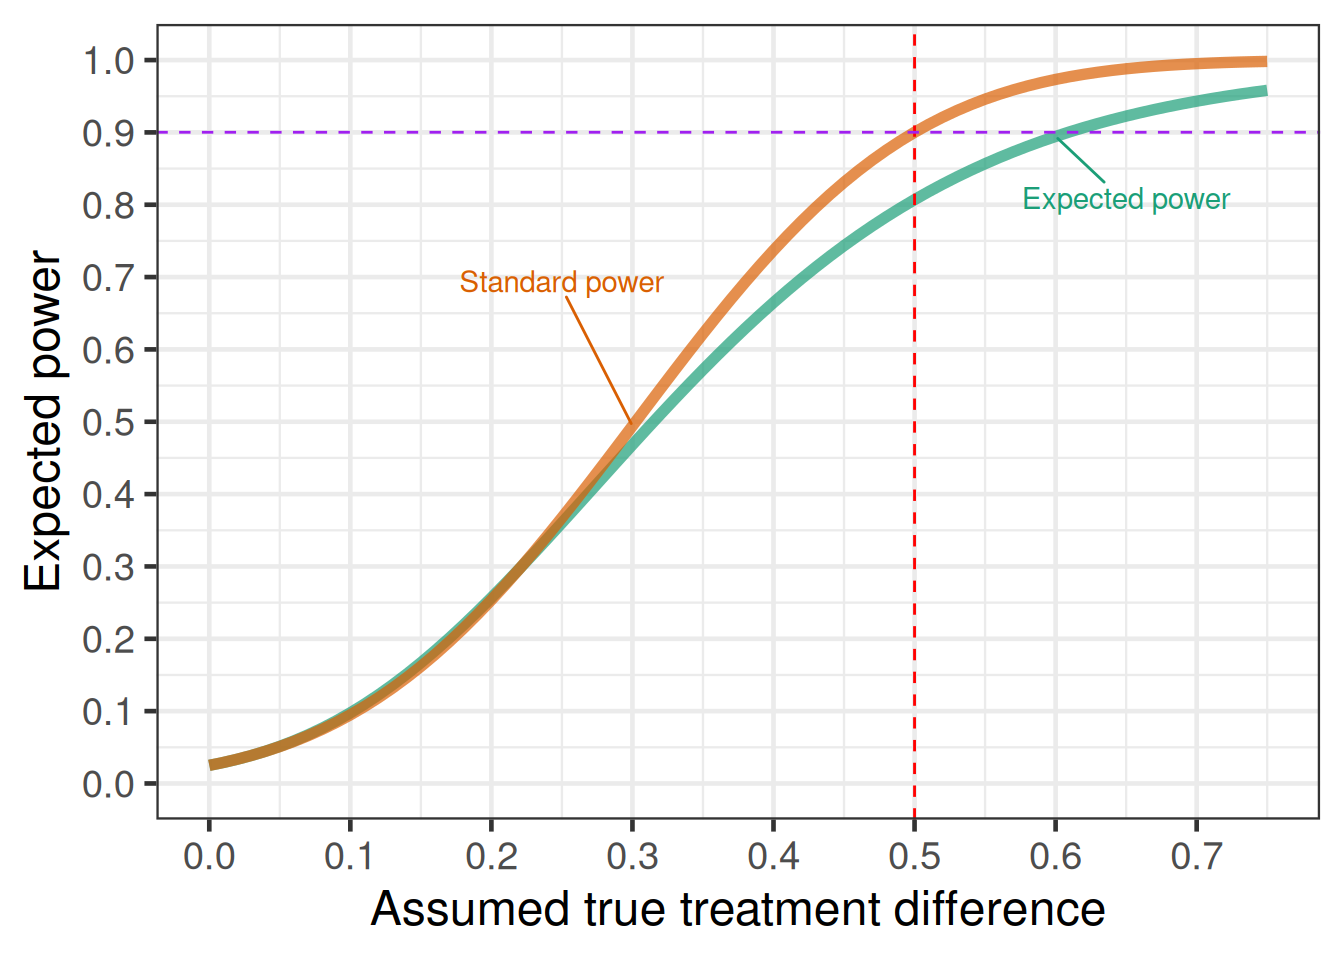 Expected power
1.0
0.9
0.8
0.7
0.6
0.5
0.4
0.3
0.2
0.1
0.0
Standard power
Expected power
0.0 0.1 0.2 0.3 0.4 0.5 0.6 0.7
Assumed true treatment difference